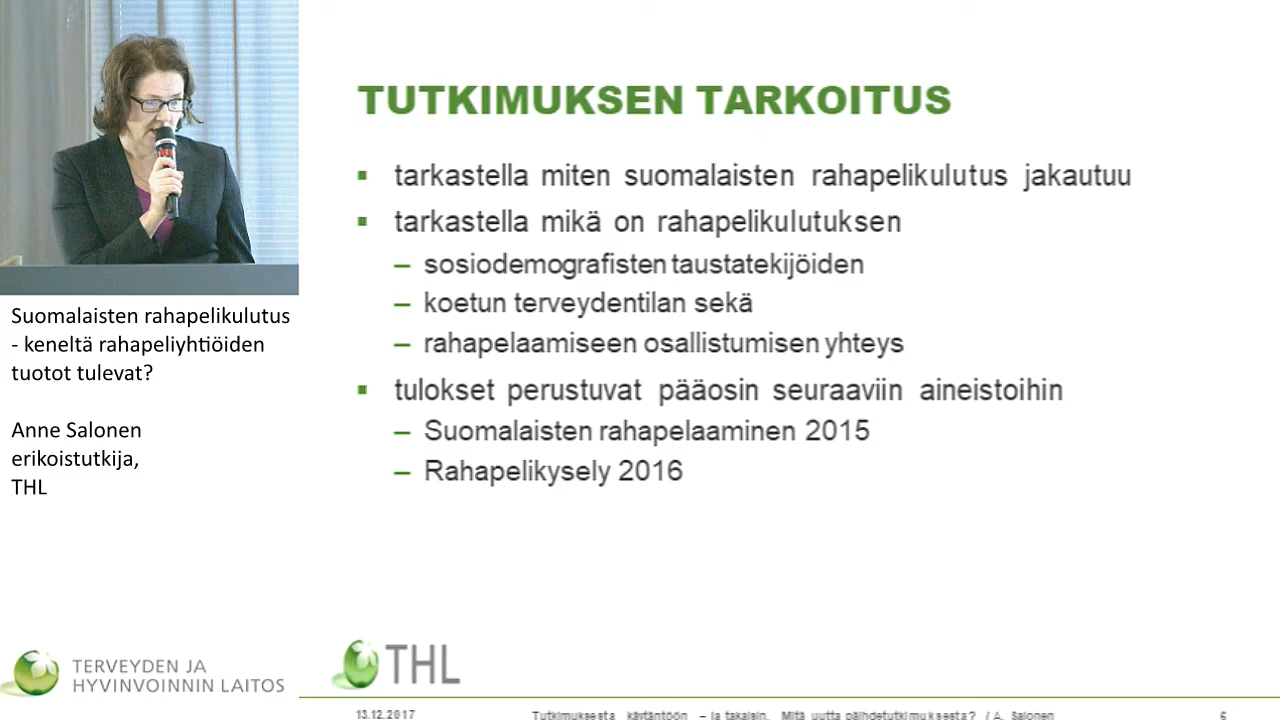 TUTKIMUKSEN TARKOITUS
tarkastella miten suomalaisten rahapelikulutus jakautuu
tarkastella mikä on rahapelikulutuksen
– sosiodemografisten taustatekijöiden
– koetun terveydentilan sekä
– rahapelaamiseen osallistumisen yhteys
tulokset perustuvat pääosin seuraaviin aineistoihin
– Suomalaisten rahapelaaminen 2015
– Rahapelikysely 2016
Suomalaisten rahapelikulutus
- keneltä rahapeliyhtiöiden
tuotot tulevat?
Anne Salonen
erikoistutkija,
THL
TERVEYDEN JA
HYVINVOINNIN LAITOS
THL
13.12.2017
Tutkimuksesta käytäntöön – ja takaisin. Mitä uutta päihdetutkimuksesta? / A. Salonen
6